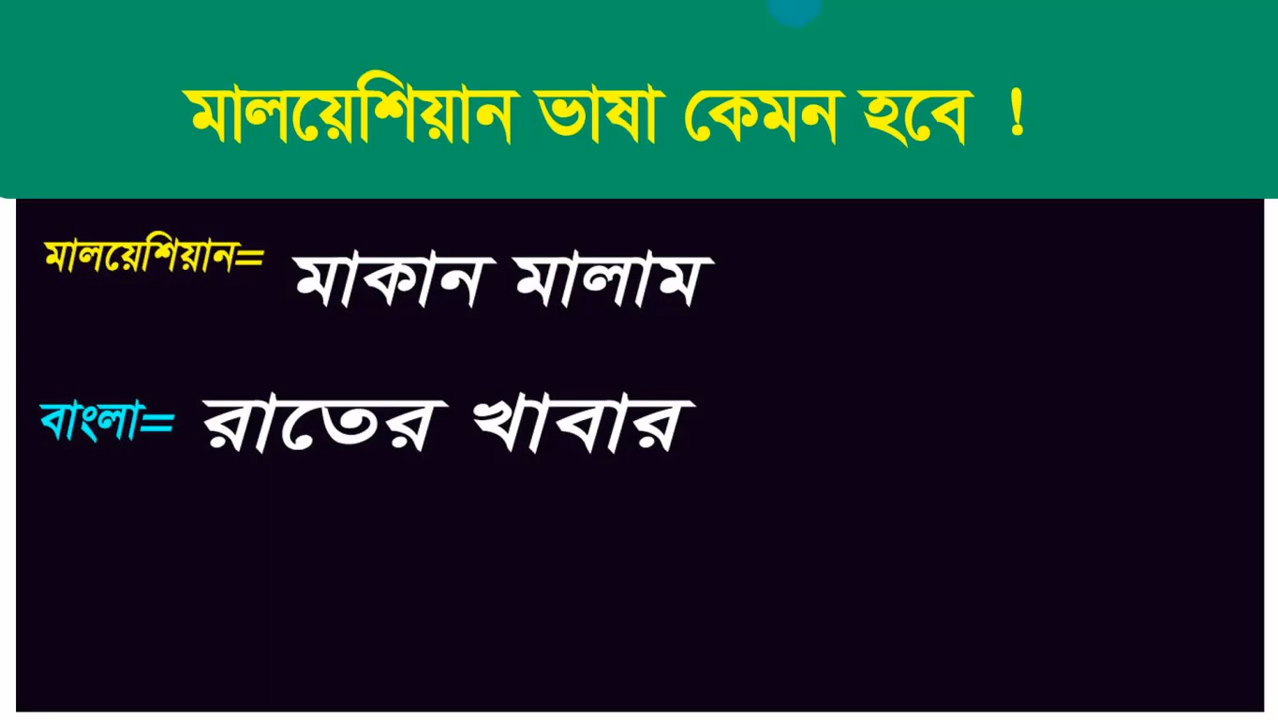 মালয়েশিয়ান ভাষা কেমন হবে !
মালয়েশিয়ান= মাকান মালাম
বাংলা= রাতের খাবার